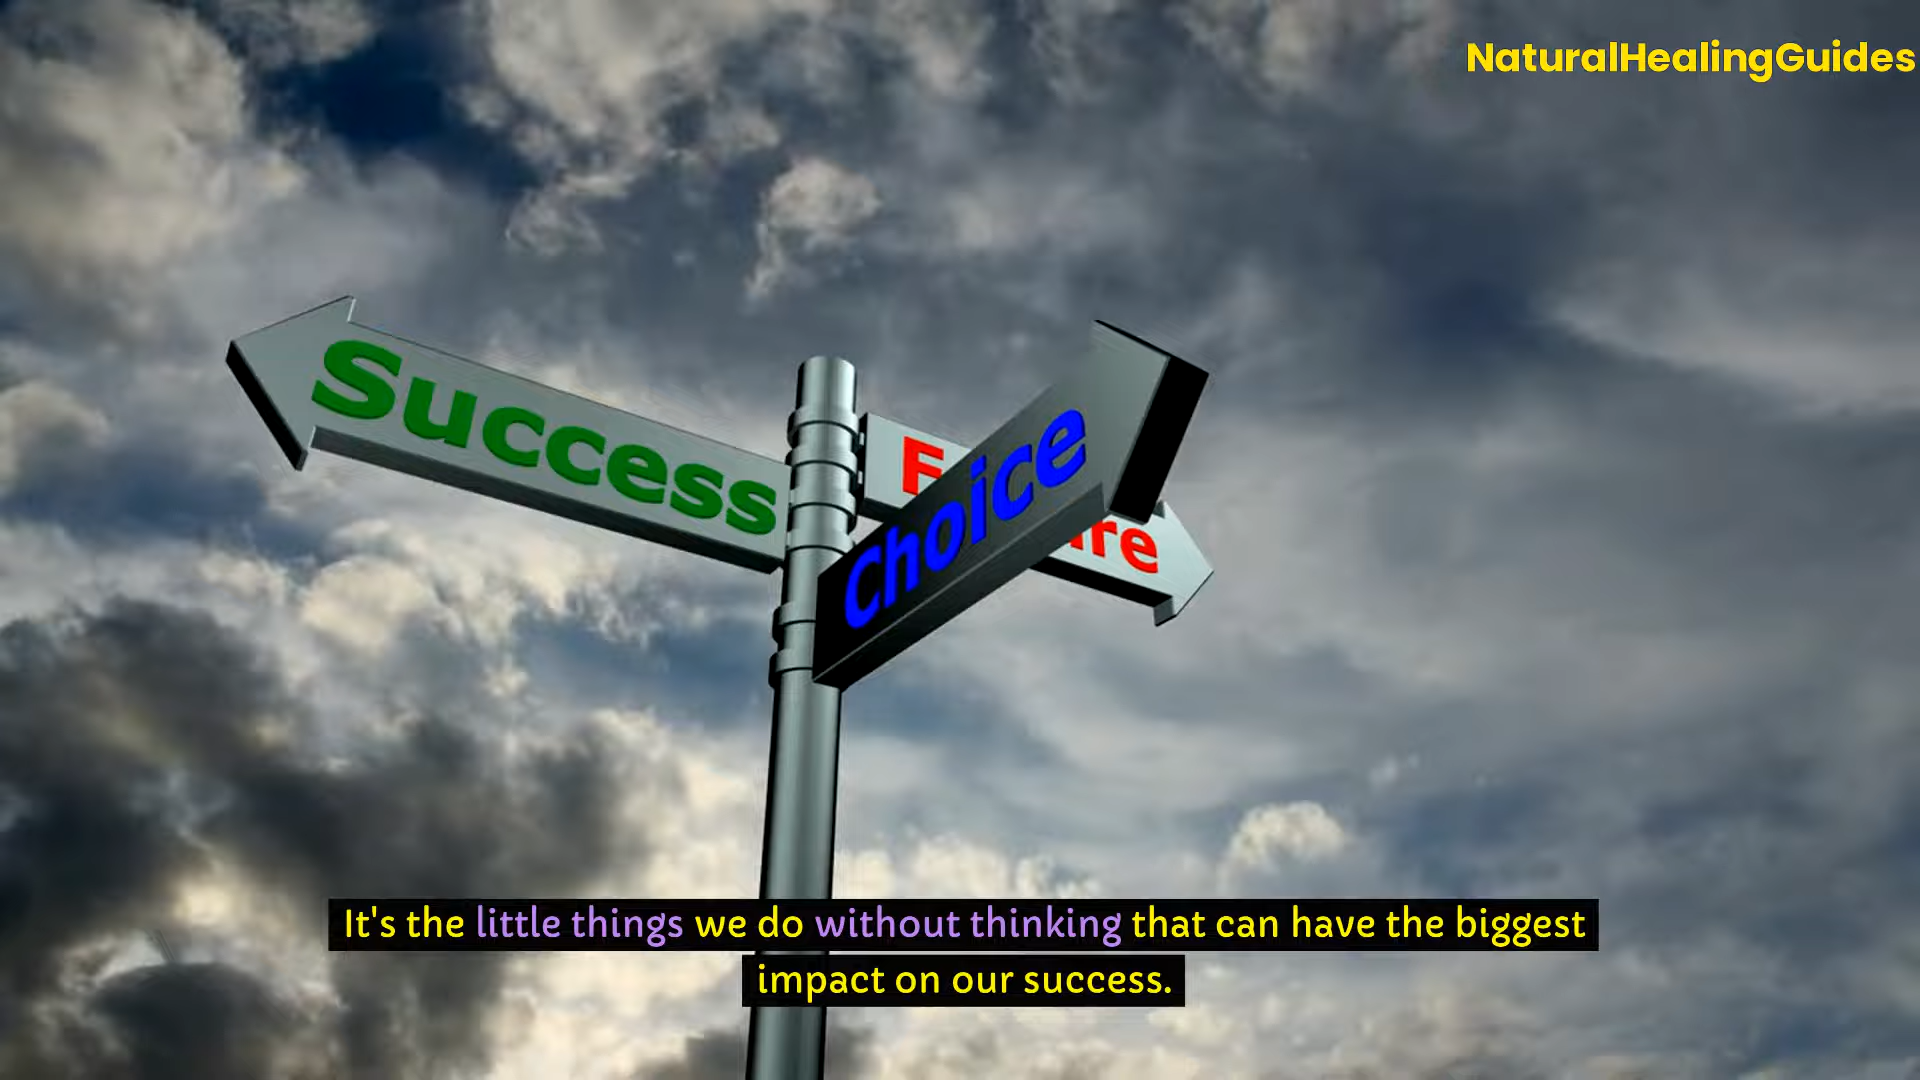 NaturalHealingGuides
Success
Choice
It's the little things we do without thinking that can have the biggest
impact on our success.